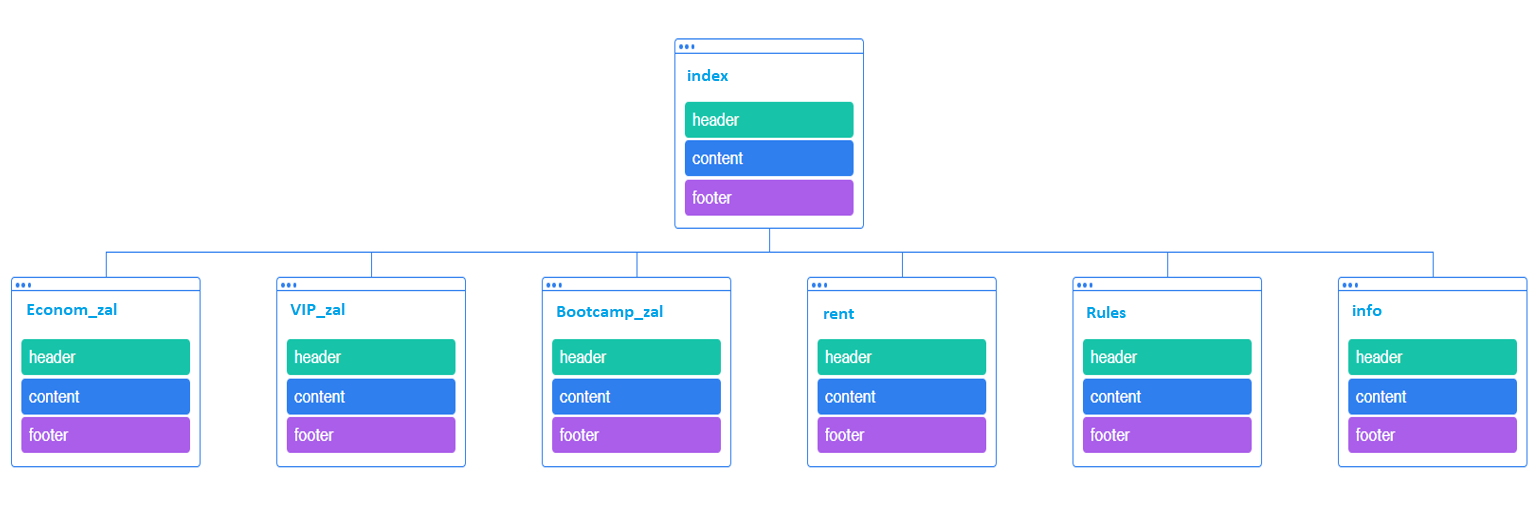 index
header
content
footer
Econom_zal
header
content
footer
VIP_zal
header
content
footer
Bootcamp_zal
header
content
footer
rent
header
content
footer
Rules
header
content
footer
info
header
content
footer